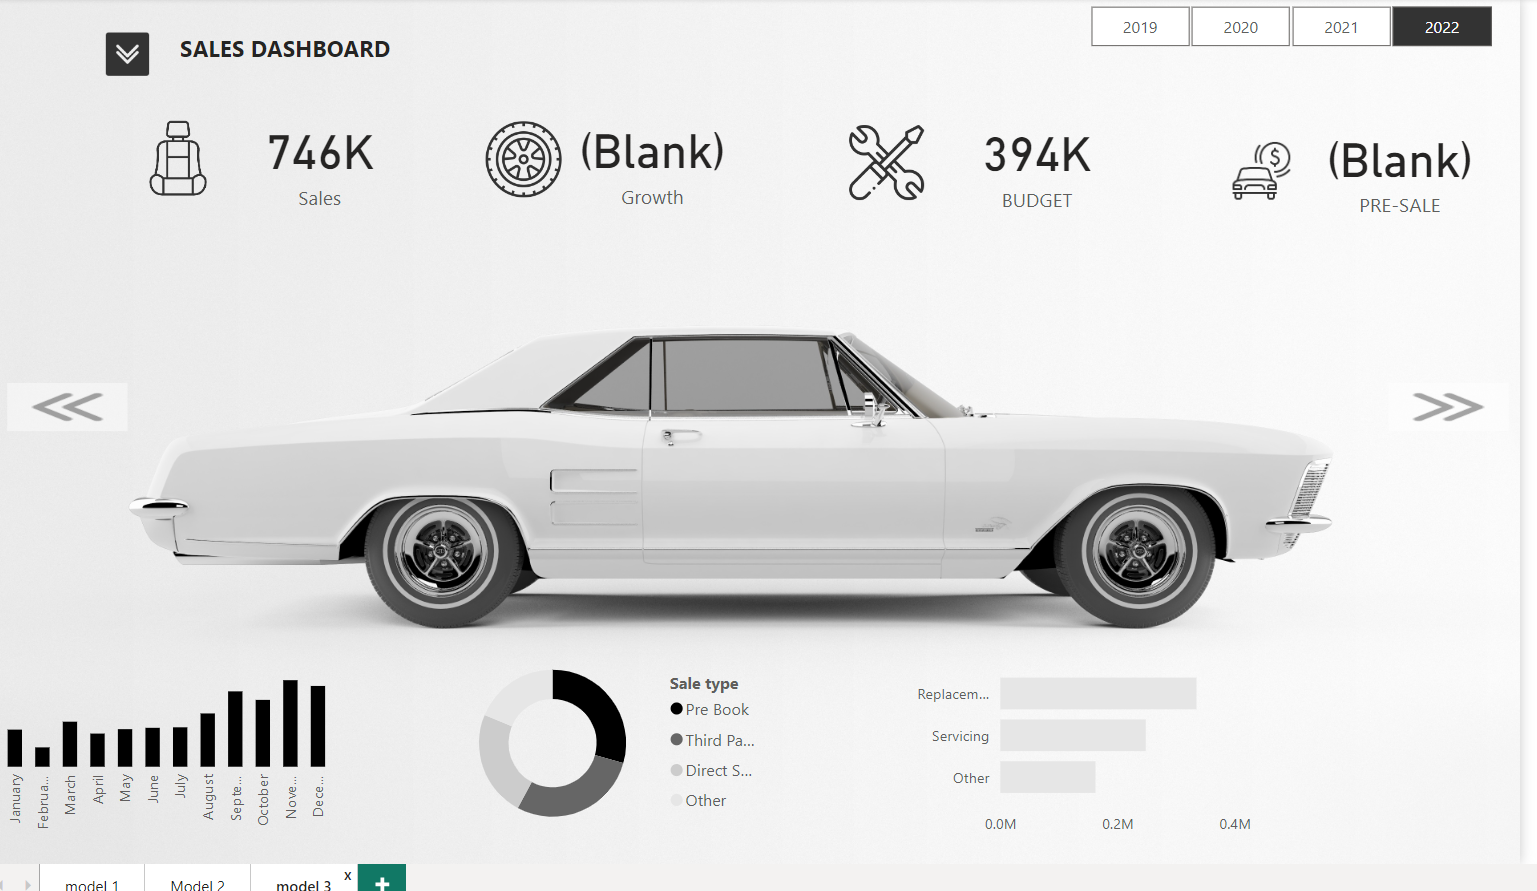 2019
2020
2021
2022
SALES DASHBOARD
746K
Sales
(Blank)
Growth
394K
BUDGET
(Blank)
PRE-SALE
January
Februa...
March
April
May
June
July
August
Septe...
October
Nove...
Dece...
Sale type
Pre Book
Third Pa...
Direct S...
Other
Replacem...
Servicing
Other
0.0M
0.2M
0.4M
model 1
Model 2
model 3
x
+